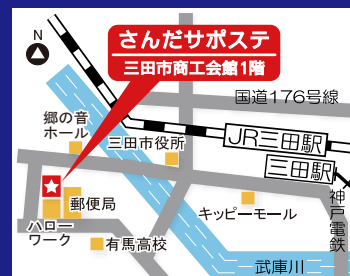 N
さんだサポステ
三田市商工会館1階
国道176号線
郷の音
ホール
三田市役所
JR三田駅
三田駅
神戸電鉄
郵便局
キッピーモール
ハロー
ワーク
有馬高校
武庫川